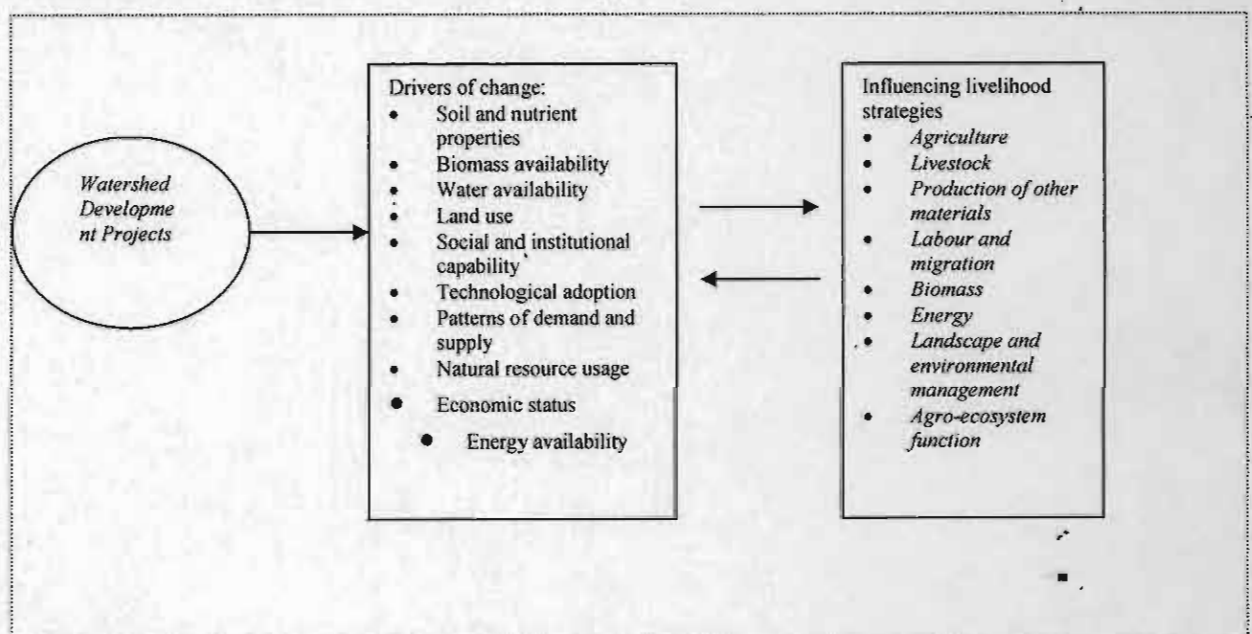 Watershed
Developme
nt Projects
Drivers of change:
• Soil and nutrient
properties
• Biomass availability
• Water availability
• Land use
• Social and institutional
capability
• Technological adoption
• Patterns of demand and
supply
• Natural resource usage
• Economic status
• Energy availability
Influencing livelihood
strategies
• Agriculture
• Livestock
• Production of other
materials
• Labour and
migration
• Biomass
• Energy
• Landscape and
environmental
management
• Agro-ecosystem
function